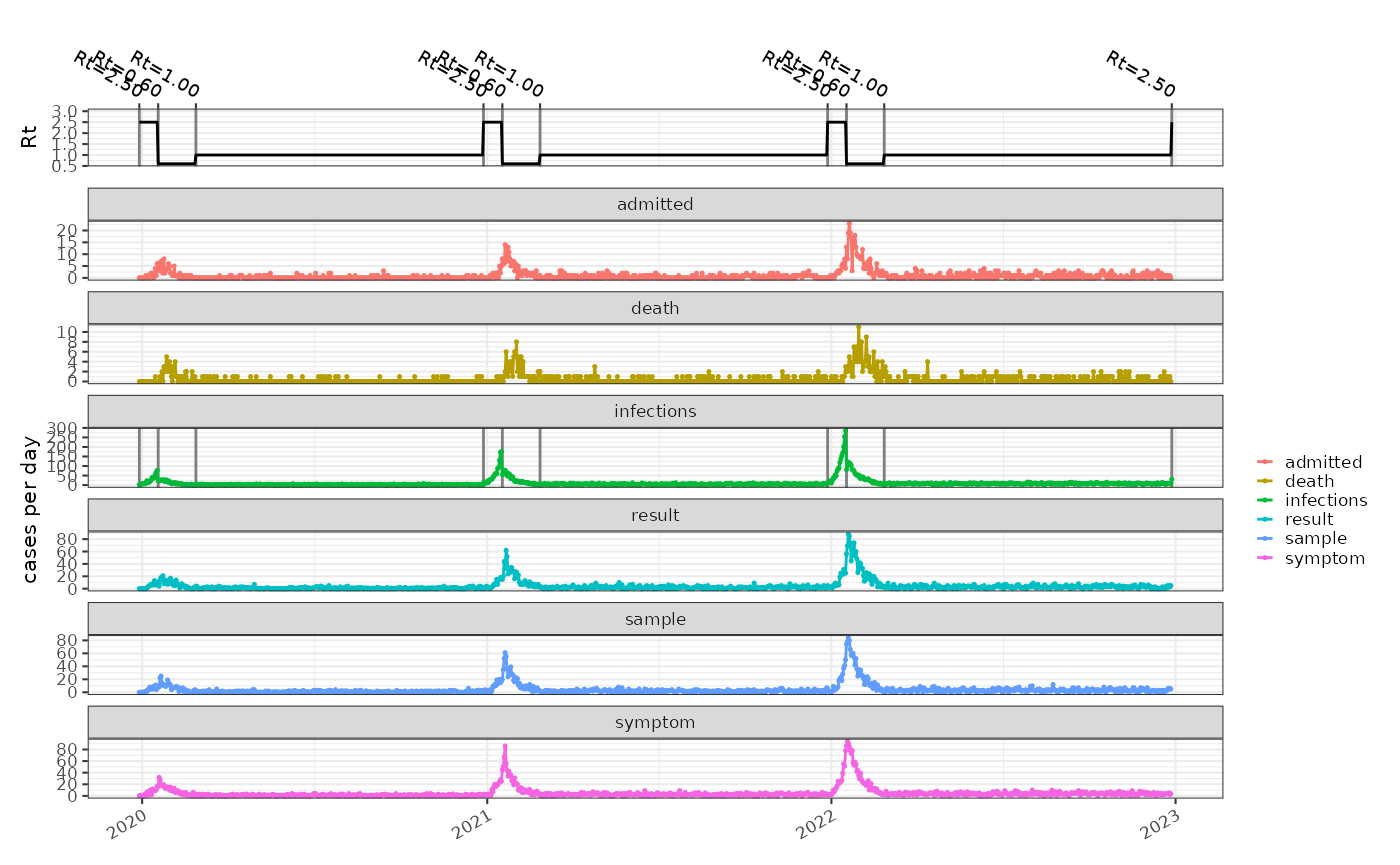 Rt=2.50
Rt=0.60
Rt=1.00
Rt=2.50
Rt=0.60
Rt=1.00
Rt=2.50
Rt=0.60
Rt=1.00
Rt=2.50
Rt
3.0
2.5
2.0
1.5
1.0
0.5
admitted
20
15
10
5
0
death
10
8
6
4
2
0
infections
300
250
200
150
100
50
0
result
80
60
40
20
0
sample
80
60
40
20
0
symptom
80
60
40
20
0
cases per day
2020
2021
2022
2023
admitted
death
infections
result
sample
symptom